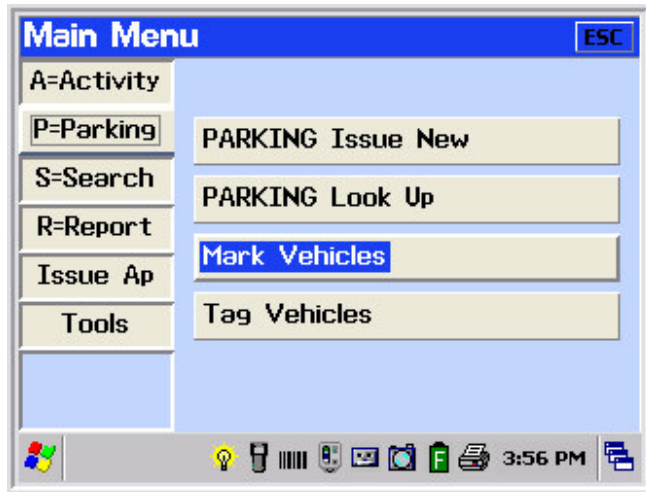 Main Menu
ESC
A=Activity
P=Parking
S=Search
R=Report
Issue Ap
Tools
PARKING Issue New
PARKING Look Up
Mark Vehicles
Tag Vehicles
F
3:56 PM